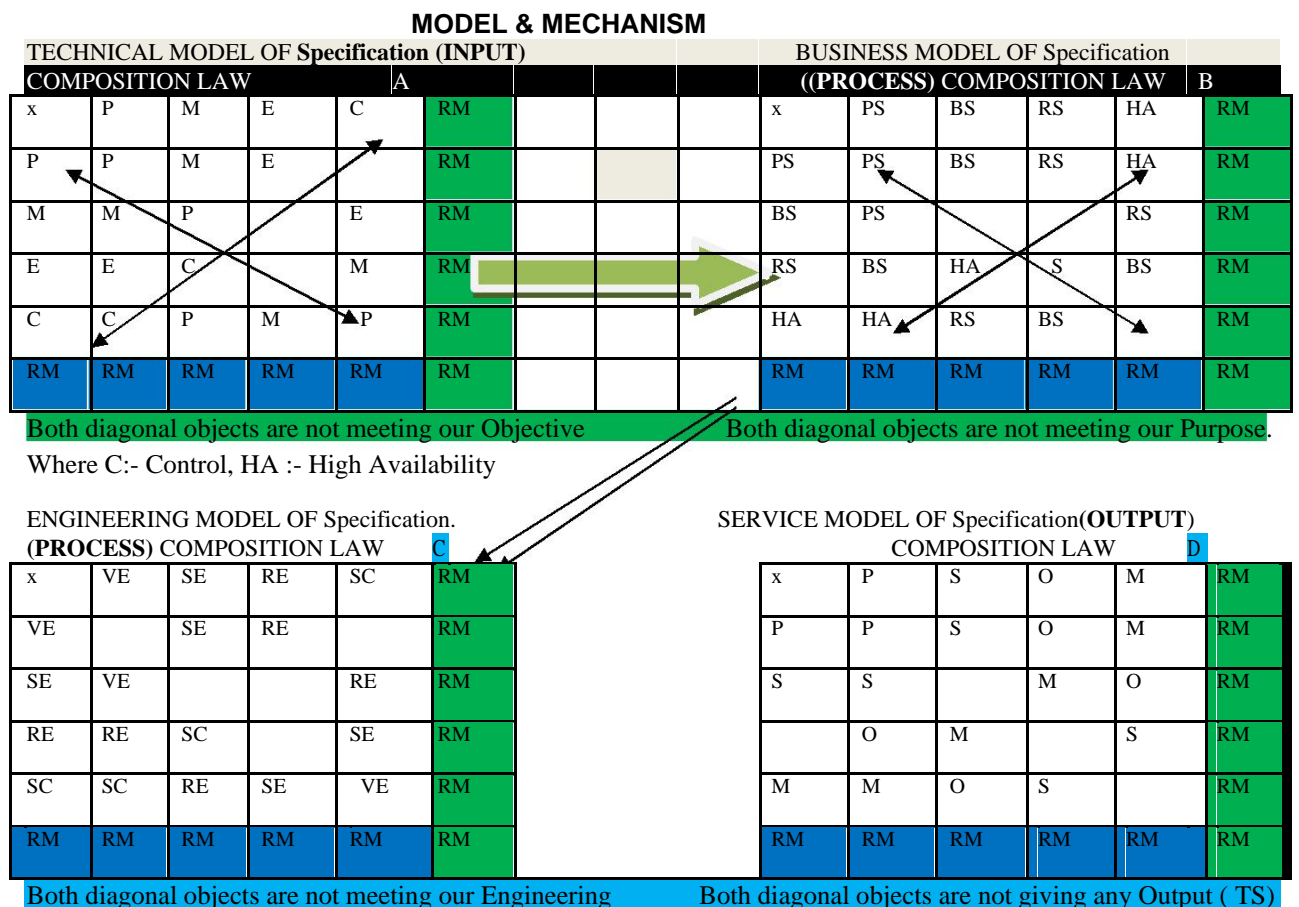 MODEL & MECHANISM
TECHNICAL MODEL OF Specification (INPUT) BUSINESS MODEL OF Specification
COMPOSITION LAW A ((PROCESS) COMPOSITION LAW B
x P M E C RM x PS BS RS HA RM
P P M E RM PS PS BS RS HA RM
M M P E RM BS PS RS RM
E E C M RM RS BS HA S BS RM
C C P M P RM HA HA RS BS RM
RM RM RM RM RM RM RM RM RM RM RM RM
Both diagonal objects are not meeting our Objective Both diagonal objects are not meeting our Purpose.
Where C:- Control, HA :- High Availability
ENGINEERING MODEL OF Specification. SERVICE MODEL OF Specification(OUTPUT)
(PROCESS) COMPOSITION LAW C COMPOSITION LAW D
x VE SE RE SC RM x P S O M RM
VE SE RE RM P P S O M RM
SE VE RE RM S S M O RM
RE RE SC SE RM O M S RM
SC SC RE SE VE RM M M O S RM
RM RM RM RM RM RM RM RM RM RM RM RM
Both diagonal objects are not meeting our Engineering Both diagonal objects are not giving any Output ( TS)